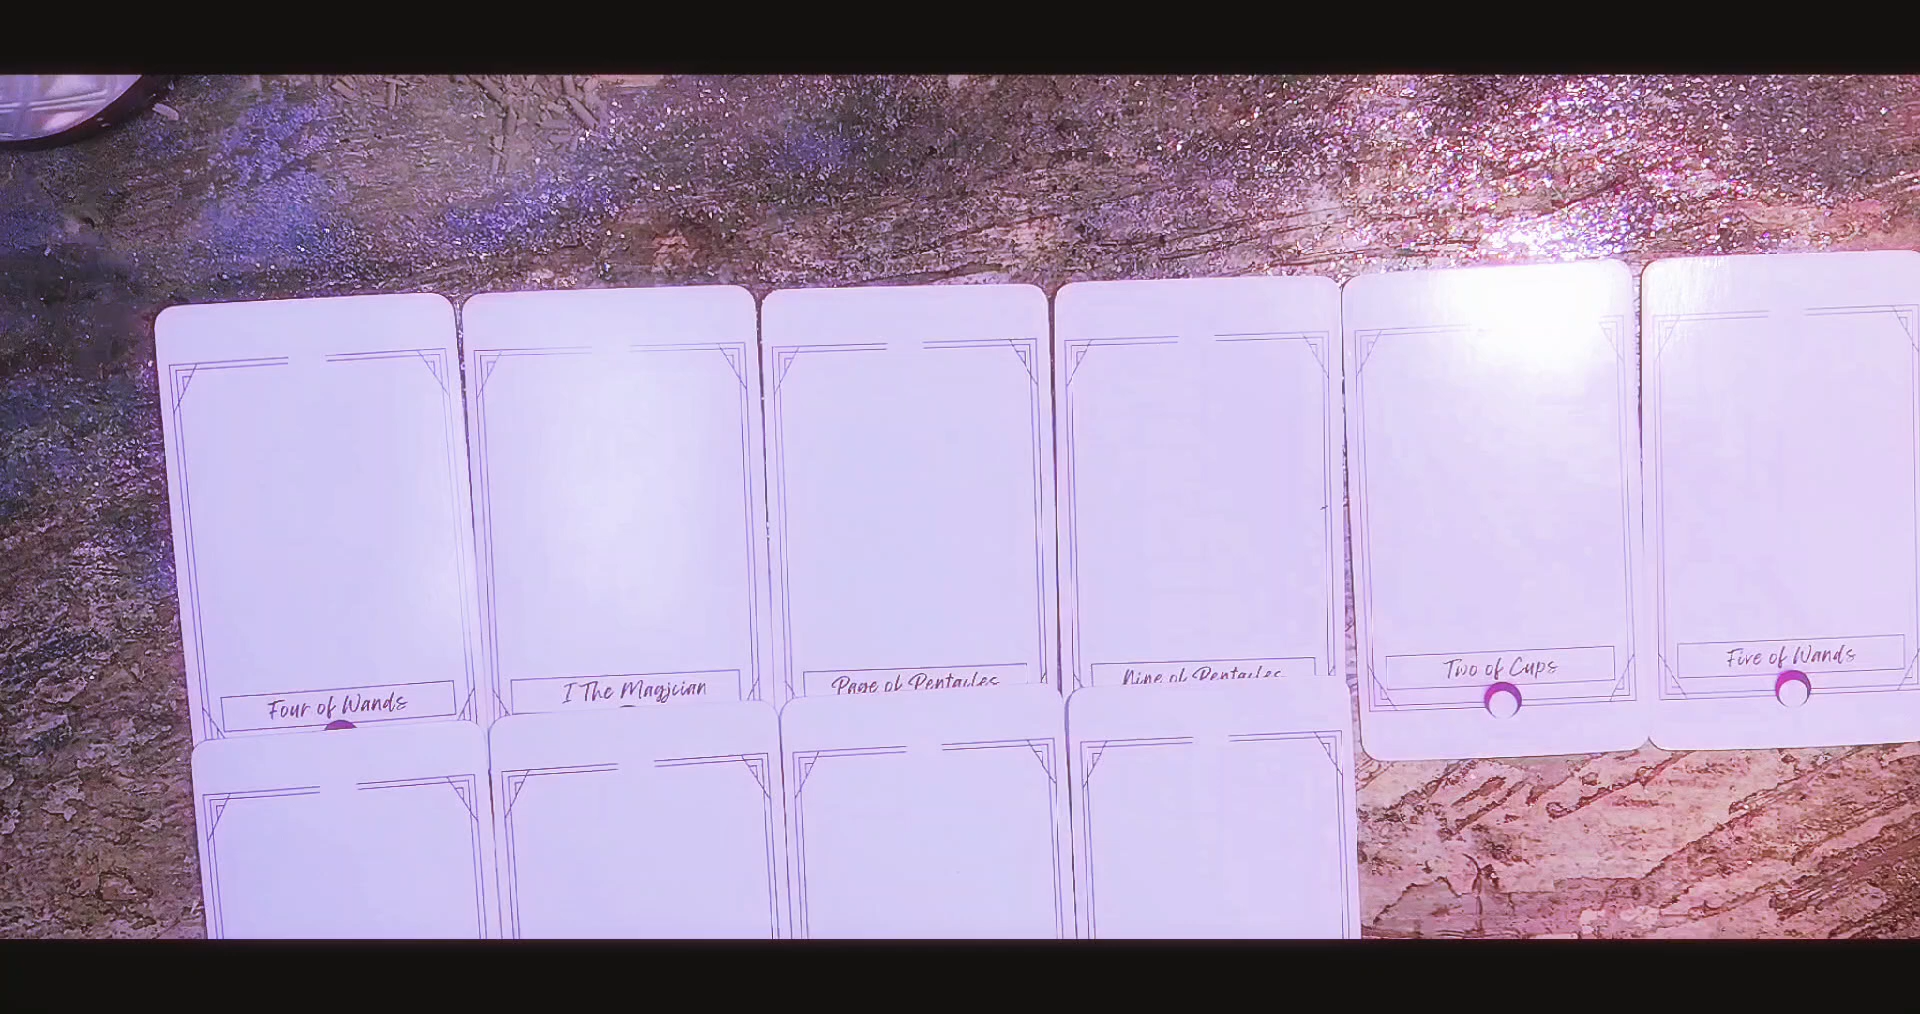 Four of Wands
I The Magician
Page of Pentacles
Nine of Pentacles
Two of Cups
Five of Wands